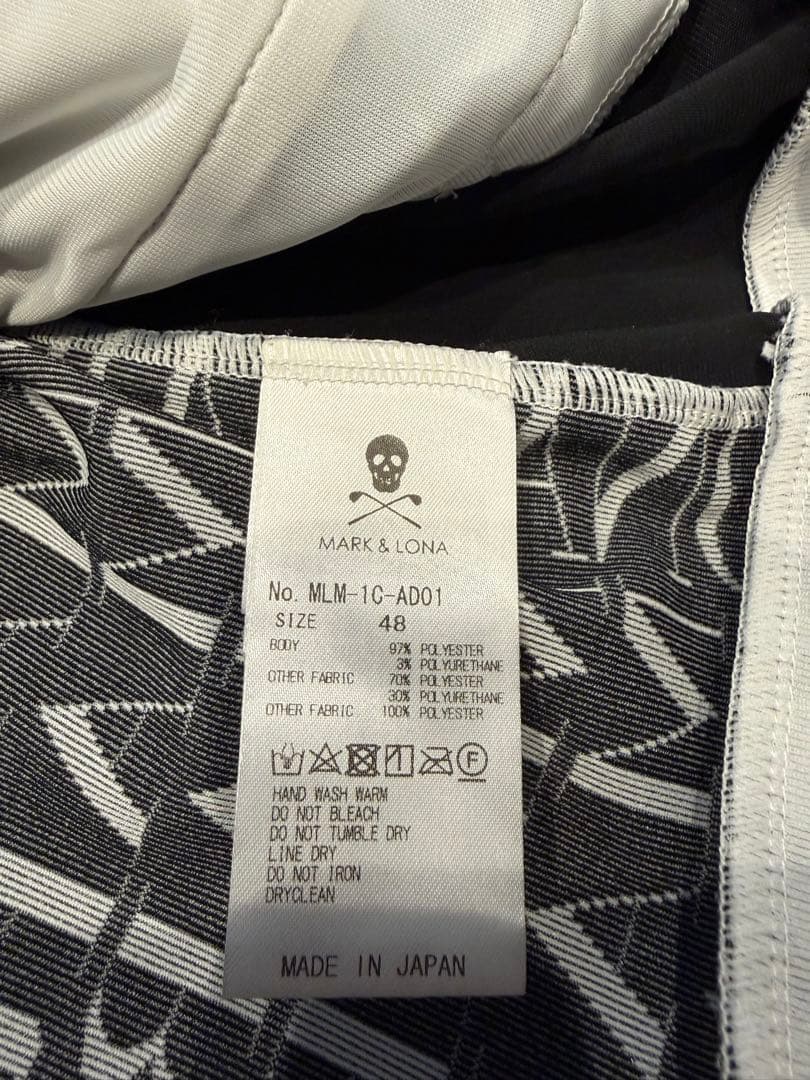 MARK & LONA
No. MLM-1C-AD01
SIZE 48
BODY 97% POLYESTER
3% POLYURETHANE
OTHER FABRIC 70% POLYESTER
30% POLYURETHANE
OTHER FABRIC 100% POLYESTER
F
HAND WASH WARM
DO NOT BLEACH
DO NOT TUMBLE DRY
LINE DRY
DO NOT IRON
DRYCLEAN
MADE IN JAPAN